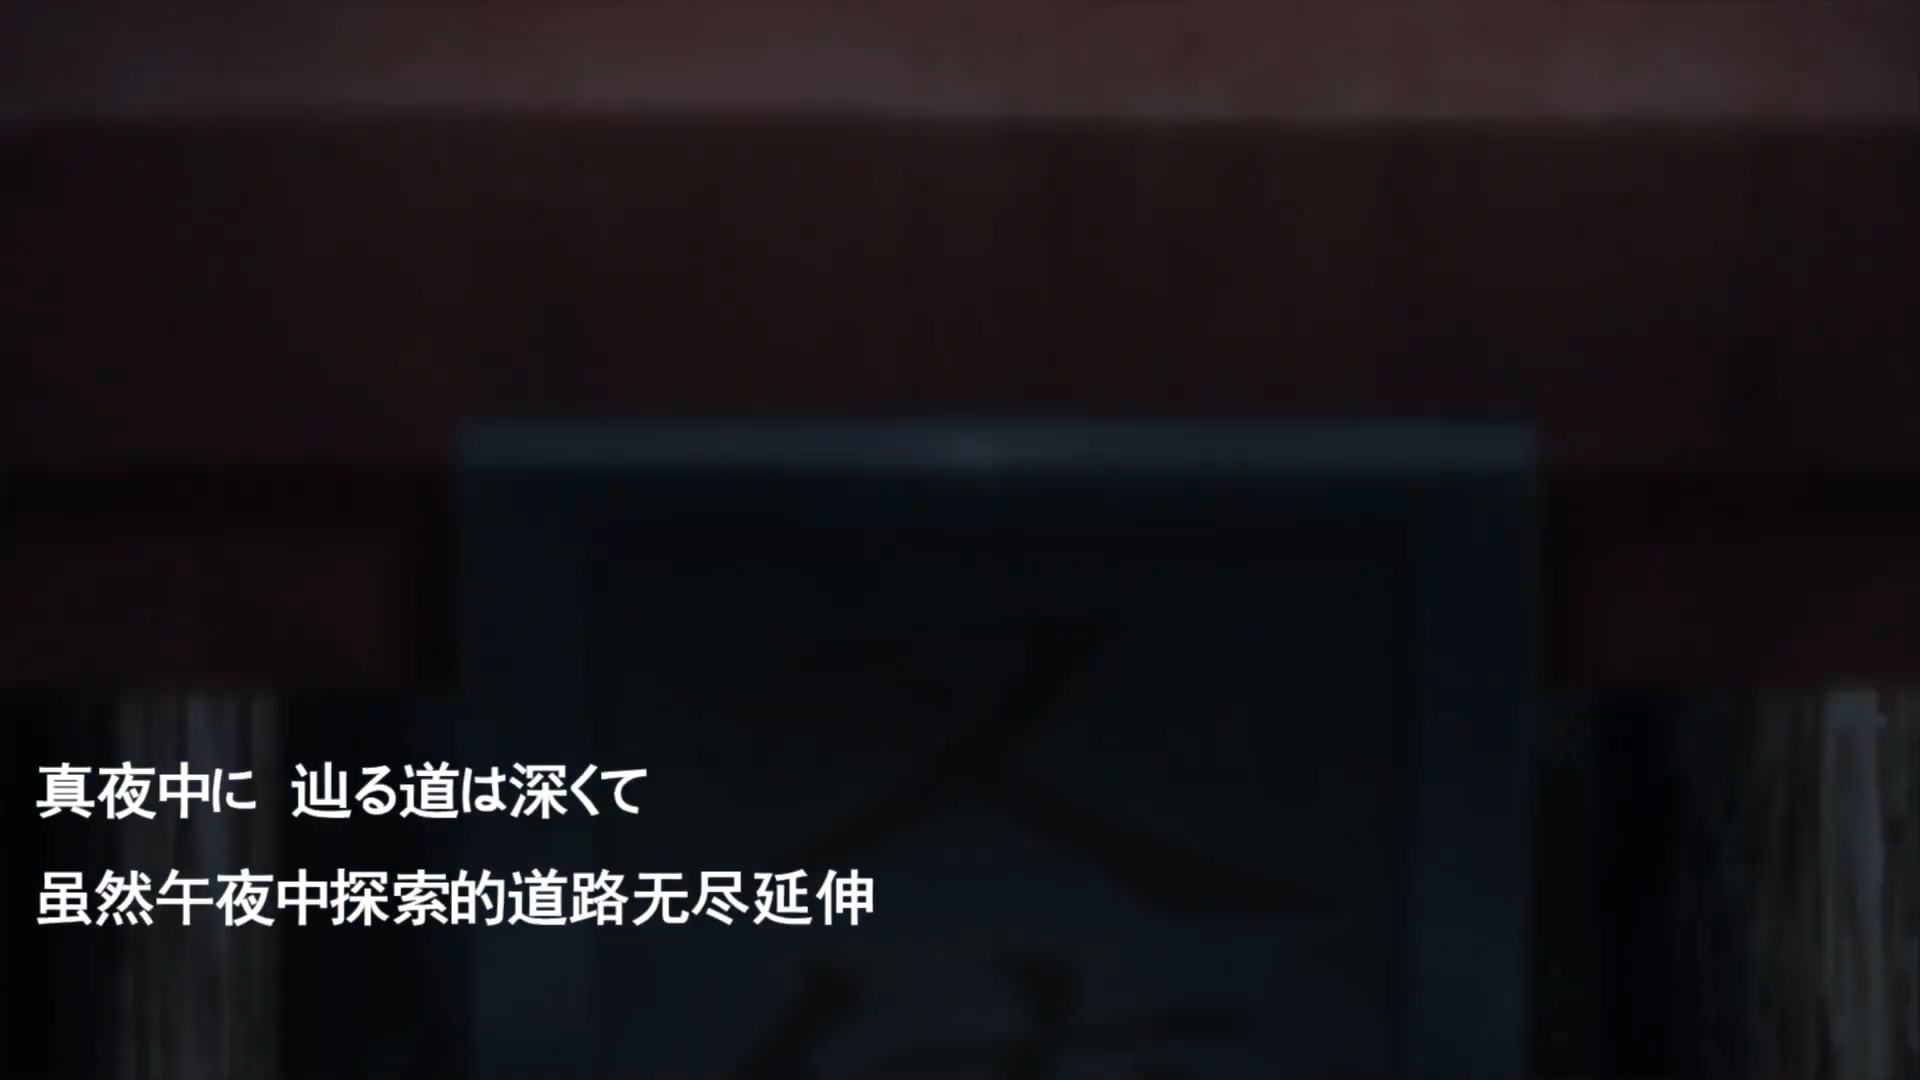 真夜中に 辿る道は深くて
虽然午夜中探索的道路无尽延伸